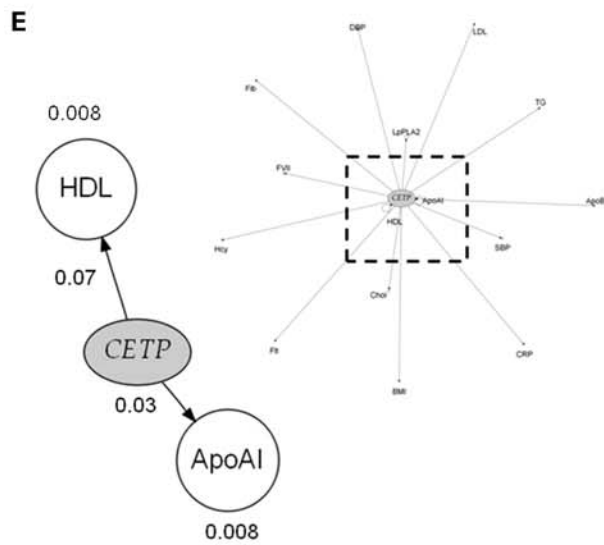 E
0.008
HDL
0.07
CETP
0.03
ApoAI
0.008
DBP
LDL
Fib
TG
LpPLA2
FVII
CETP
ApoAI
ApoB
HDL
Hcy
SBP
Chol
CRP
BMI